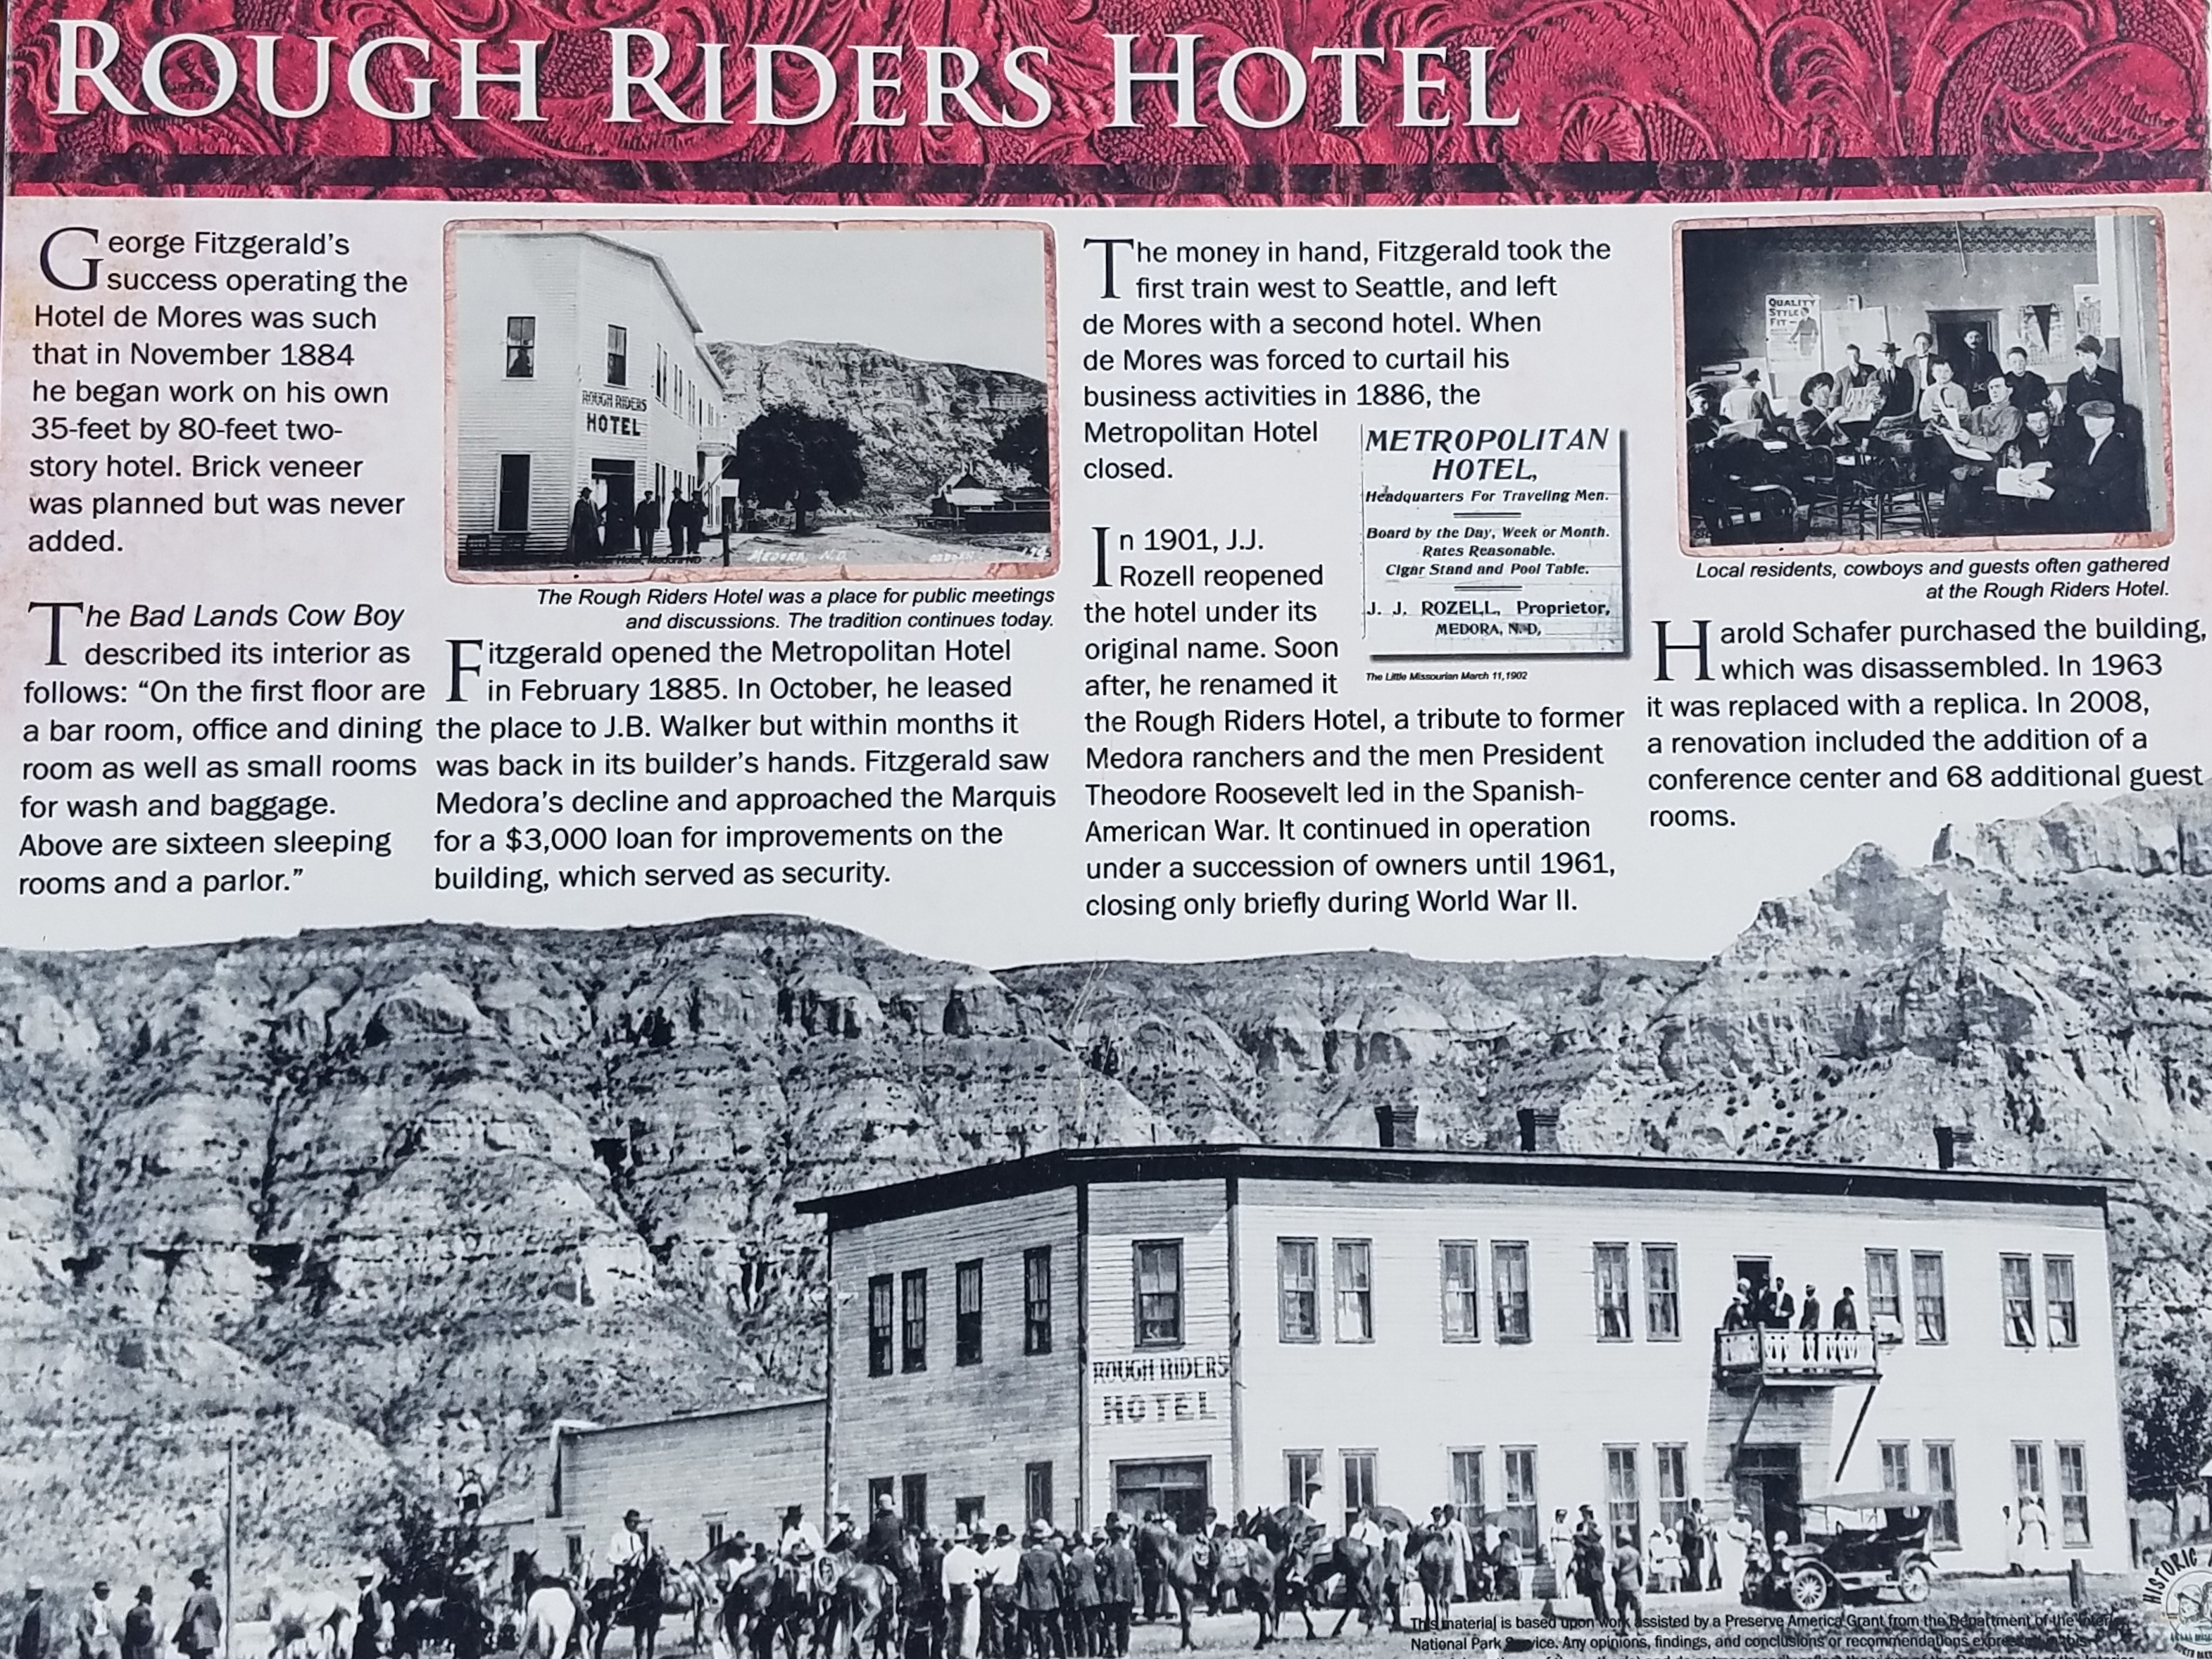 ROUGH RIDERS HOTEL
George Fitzgerald's
success operating the
Hotel de Mores was such
that in November 1884
he began work on his own
35-feet by 80-feet two-
story hotel. Brick veneer
was planned but was never
added.
The Bad Lands Cow Boy
described its interior as
follows: "On the first floor are
a bar room, office and dining
room as well as small rooms
for wash and baggage.
Above are sixteen sleeping
rooms and a parlor."
ROUGH RIDERS
HOTEL
Hotel, Medora ND
MEDORA, N.D.
The Rough Riders Hotel was a place for public meetings
and discussions. The tradition continues today.
Fitzgerald opened the Metropolitan Hotel
in February 1885. In October, he leased
the place to J.B. Walker but within months it
was back in its builder's hands. Fitzgerald saw
Medora's decline and approached the Marquis
for a $3,000 loan for improvements on the
building, which served as security.
The money in hand, Fitzgerald took the
first train west to Seattle, and left
de Mores with a second hotel. When
de Mores was forced to curtail his
business activities in 1886, the
Metropolitan Hotel
closed.
In 1901, J.J.
Rozell reopened
the hotel under its
original name. Soon
after, he renamed it
the Rough Riders Hotel, a tribute to former
Medora ranchers and the men President
Theodore Roosevelt led in the Spanish-
American War. It continued in operation
under a succession of owners until 1961,
closing only briefly during World War II.
METROPOLITAN
HOTEL,
Headquarters For Traveling Men.
Board by the Day, Week or Month.
Rates Reasonable.
Cigar Stand and Pool Table.
J. J. ROZELL, Proprietor,
MEDORA, N. D,
The Little Missourian March 11, 1902
QUALITY
STYLE
FIT
Local residents, cowboys and guests often gathered
at the Rough Riders Hotel.
Harold Schafer purchased the building,
which was disassembled. In 1963
it was replaced with a replica. In 2008,
a renovation included the addition of a
conference center and 68 additional guest
rooms.
ROUGH RIDERS
HOTEL
This material is based upon work assisted by a Preserve America Grant from the Department of the Interior
National Park Service. Any opinions, findings, and conclusions or recommendations expressed in this
HISTORIC